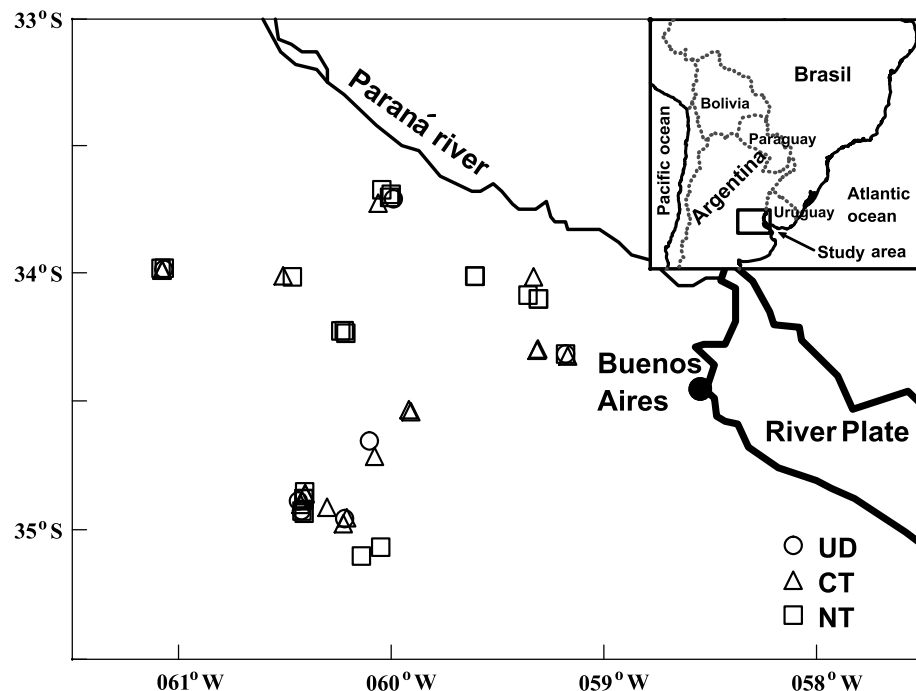 33°S
34°S
35°S
Paraná river
Brasil
Bolivia
Paraguay
Pacific ocean
Argentina
Atlantic
ocean
Uruguay
Study area
Buenos
Aires
River Plate
UD
CT
NT
061°W
060°W
059°W
058°W